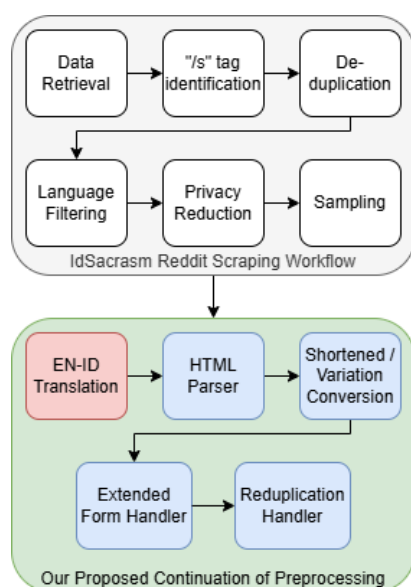 Data
Retrieval
"/s" tag
identification
De-
duplication
Language
Filtering
Privacy
Reduction
Sampling
IdSacrasm Reddit Scraping Workflow
EN-ID
Translation
HTML
Parser
Shortened /
Variation
Conversion
Extended
Form Handler
Reduplication
Handler
Our Proposed Continuation of Preprocessing